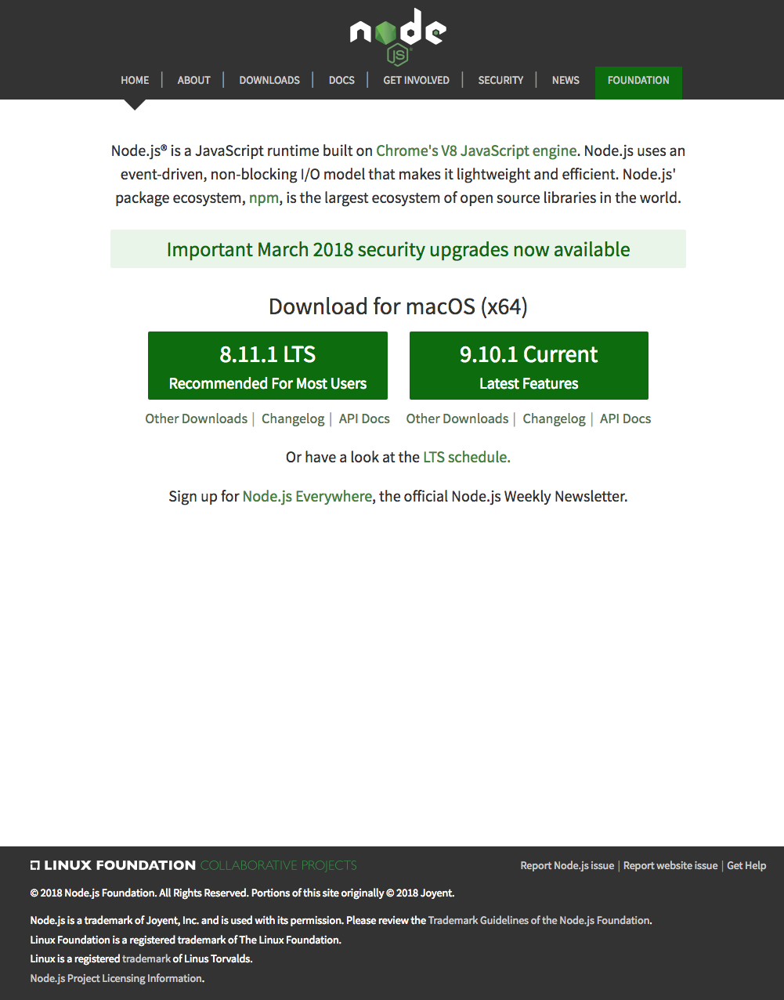 node
JS
HOME | ABOUT | DOWNLOADS | DOCS | GET INVOLVED | SECURITY | NEWS FOUNDATION
Node.js® is a JavaScript runtime built on Chrome's V8 JavaScript engine. Node.js uses an
event-driven, non-blocking I/O model that makes it lightweight and efficient. Node.js'
package ecosystem, npm, is the largest ecosystem of open source libraries in the world.
Important March 2018 security upgrades now available
Download for macOS (x64)
8.11.1 LTS
Recommended For Most Users
9.10.1 Current
Latest Features
Other Downloads | Changelog | API Docs
Other Downloads | Changelog | API Docs
Or have a look at the LTS schedule.
Sign up for Node.js Everywhere, the official Node.js Weekly Newsletter.
LINUX FOUNDATION COLLABORATIVE PROJECTS
Report Node.js issue | Report website issue | Get Help
© 2018 Node.js Foundation. All Rights Reserved. Portions of this site originally © 2018 Joyent.
Node.js is a trademark of Joyent, Inc. and is used with its permission. Please review the Trademark Guidelines of the Node.js Foundation.
Linux Foundation is a registered trademark of The Linux Foundation.
Linux is a registered trademark of Linus Torvalds.
Node.js Project Licensing Information.